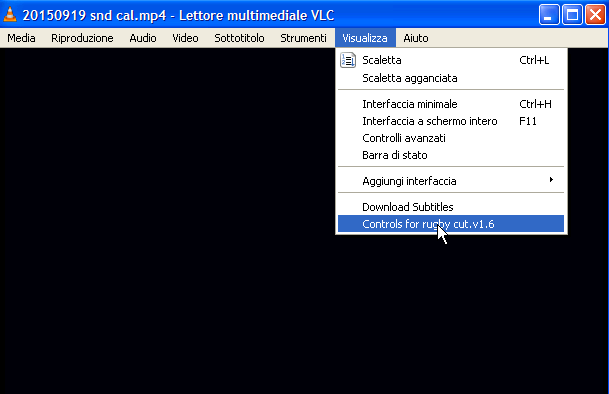 20150919 snd cal.mp4 - Lettore multimediale VLC
Media Riproduzione Audio Video Sottotitolo Strumenti Visualizza Aiuto
Scaletta Ctrl+L
Scaletta agganciata
Interfaccia minimale Ctrl+H
Interfaccia a schermo intero F11
Controlli avanzati
Barra di stato
Aggiungi interfaccia
Download Subtitles
Controls for rugby cut.v1.6